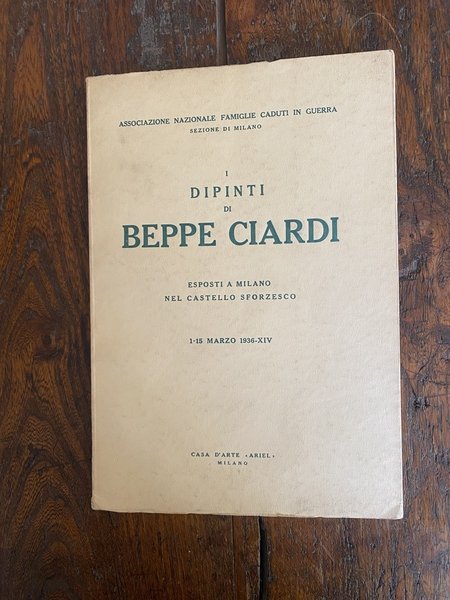 ASSOCIAZIONE NAZIONALE FAMIGLIE CADUTI IN GUERRA
SEZIONE DI MILANO
I
DIPINTI
DI
BEPPE CIARDI
ESPOSTI A MILANO
NEL CASTELLO SFORZESCO
1-15 MARZO 1936-XIV
CASA D'ARTE «ARIEL»
MILANO